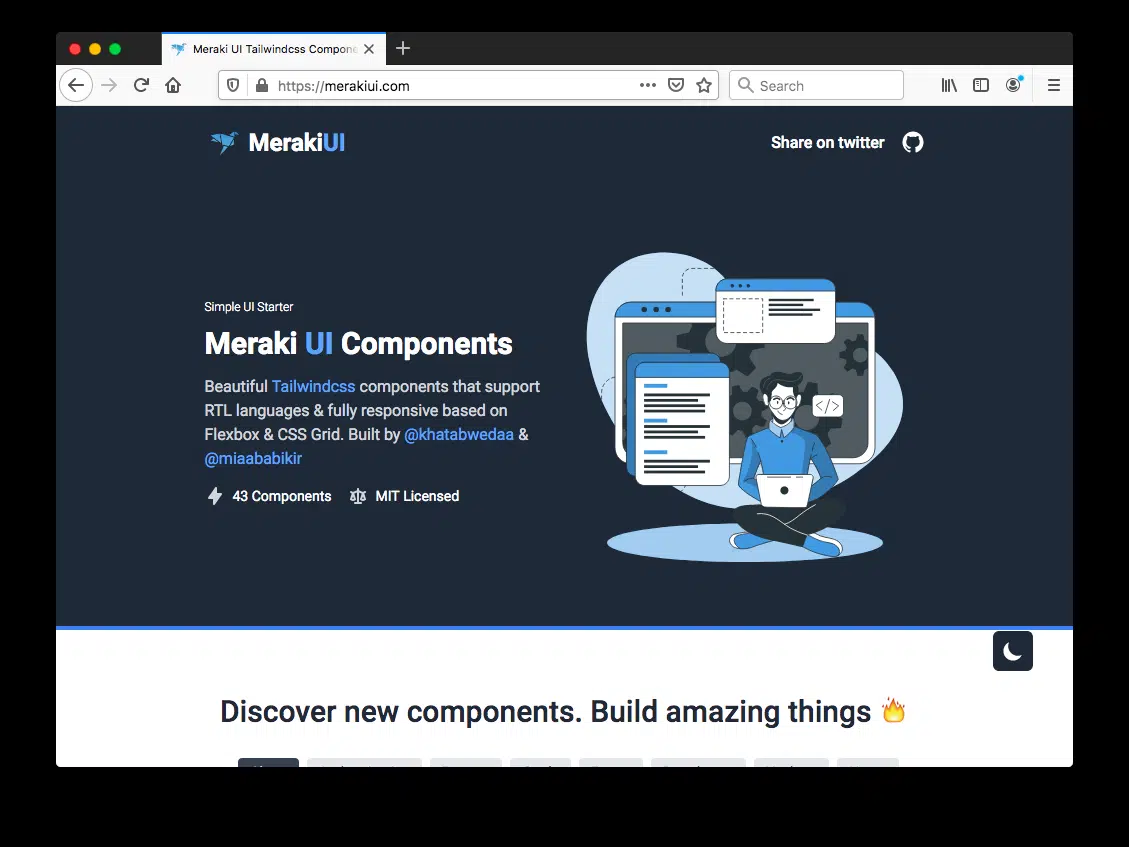 Meraki UI Tailwindcss Compone
https://merakiui.com
Search
MerakiUI
Share on twitter
Simple UI Starter
Meraki UI Components
Beautiful Tailwindcss components that support
RTL languages & fully responsive based on
Flexbox & CSS Grid. Built by @khatabwedaa &
@miaababikir
43 Components
MIT Licensed
</>
Discover new components. Build amazing things 🔥